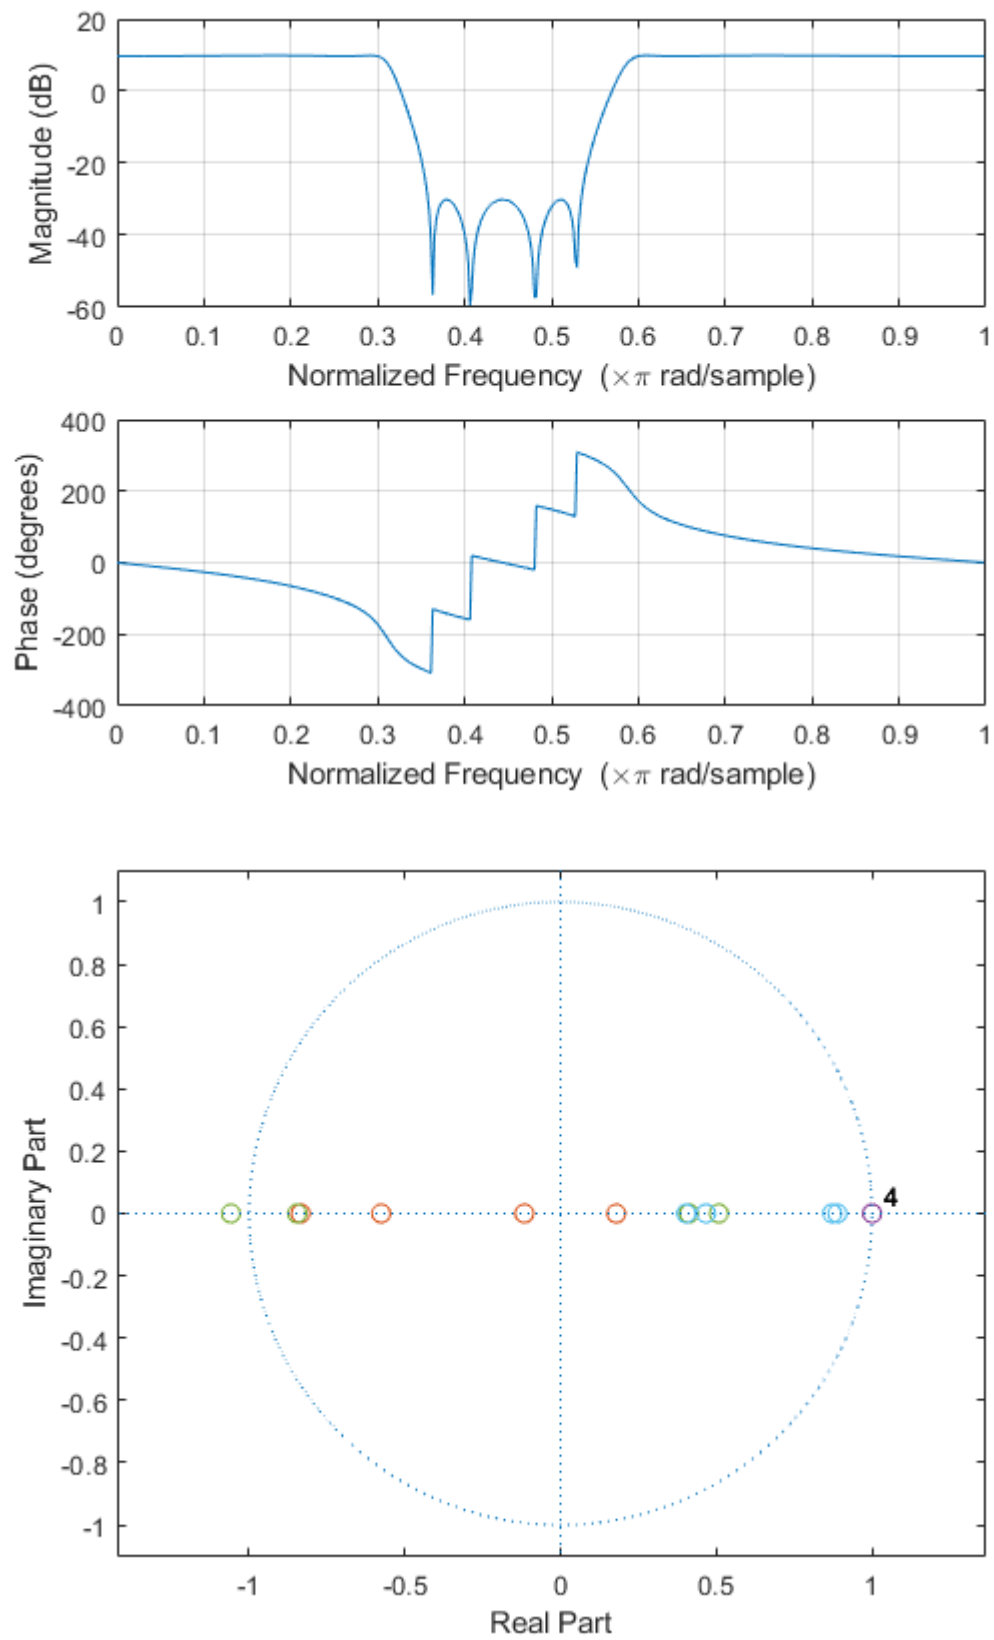 20
0
-20
-40
-60
Magnitude (dB)
0 0.1 0.2 0.3 0.4 0.5 0.6 0.7 0.8 0.9 1
Normalized Frequency (×π rad/sample)
400
200
0
-200
-400
Phase (degrees)
0 0.1 0.2 0.3 0.4 0.5 0.6 0.7 0.8 0.9 1
Normalized Frequency (×π rad/sample)
1
0.8
0.6
0.4
0.2
0
-0.2
-0.4
-0.6
-0.8
-1
Imaginary Part
4
-1 -0.5 0 0.5 1
Real Part